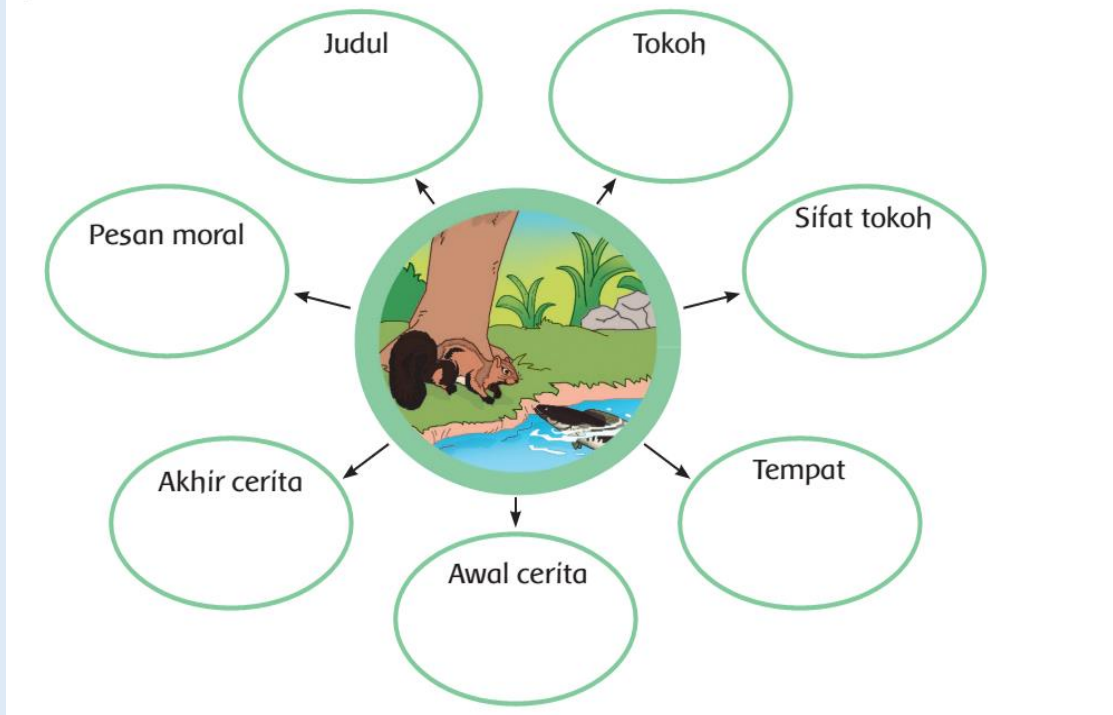 Judul
Tokoh
Pesan moral
Sifat tokoh
Akhir cerita
Tempat
Awal cerita